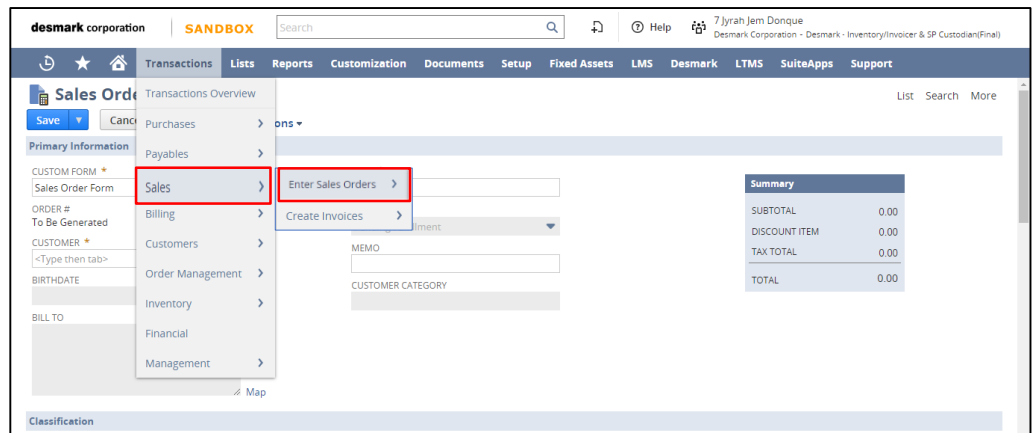 desmark corporation SANDBOX Search Help 7 Jyrah Jem Donque
Desmark Corporation - Desmark - Inventory/Invoicer & SP Custodian(Final)
Transactions Lists Reports Customization Documents Setup Fixed Assets LMS Desmark LTMS SuiteApps Support
Sales Orde
List Search More
Save Canc
ons
Primary Information
Transactions Overview
Purchases
Payables
Sales
Billing
Customers
Order Management
Inventory
Financial
Management
Enter Sales Orders
Create Invoices
CUSTOM FORM *
Sales Order Form
ORDER #
To Be Generated
CUSTOMER *
<Type then tab>
BIRTHDATE
BILL TO
Map
llment
MEMO
CUSTOMER CATEGORY
Summary
SUBTOTAL 0.00
DISCOUNT ITEM 0.00
TAX TOTAL 0.00
TOTAL 0.00
Classification